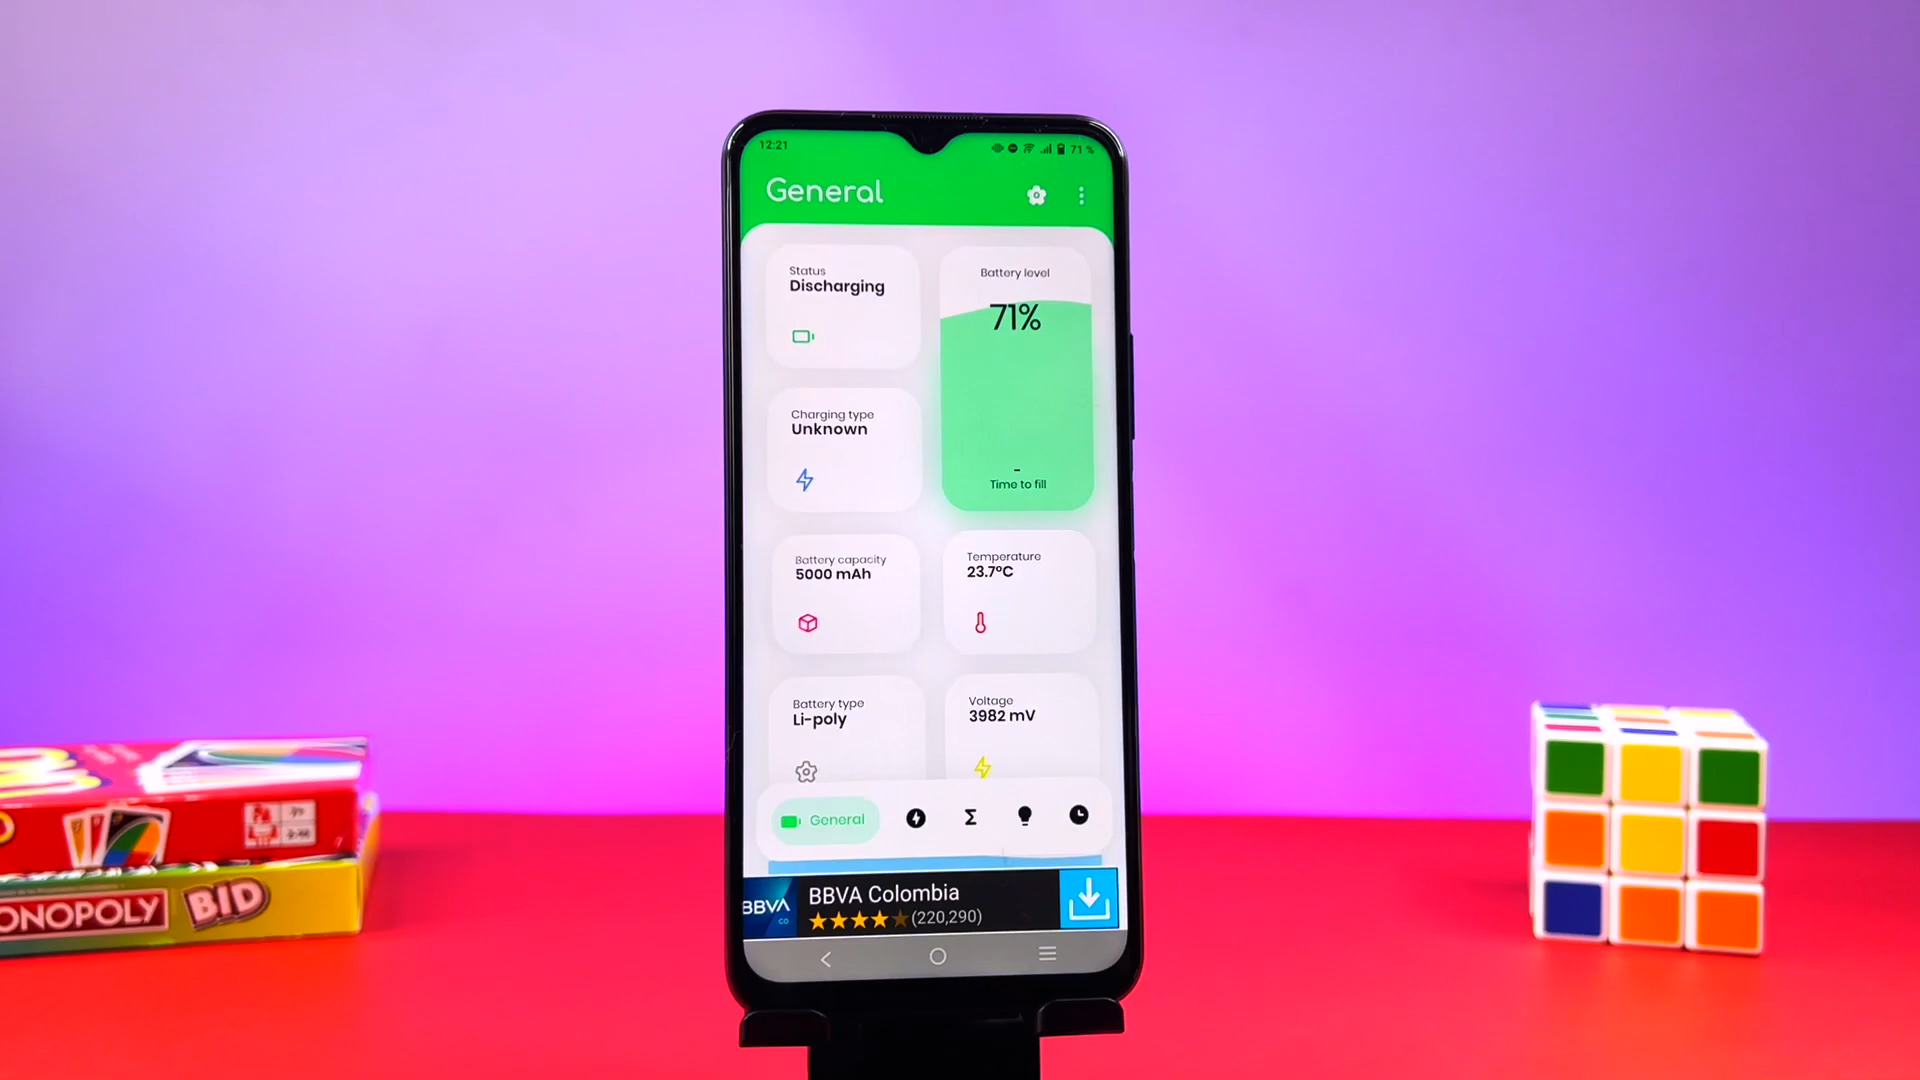 12:21
71 %
General
Status
Discharging
Battery level
71%
Charging type
Unknown
-
Time to fill
Battery capacity
5000 mAh
Temperature
23.7°C
Battery type
Li-poly
Voltage
3982 mV
General
BBVA
CO
BBVA Colombia
(220,290)
ONOPOLY
BID